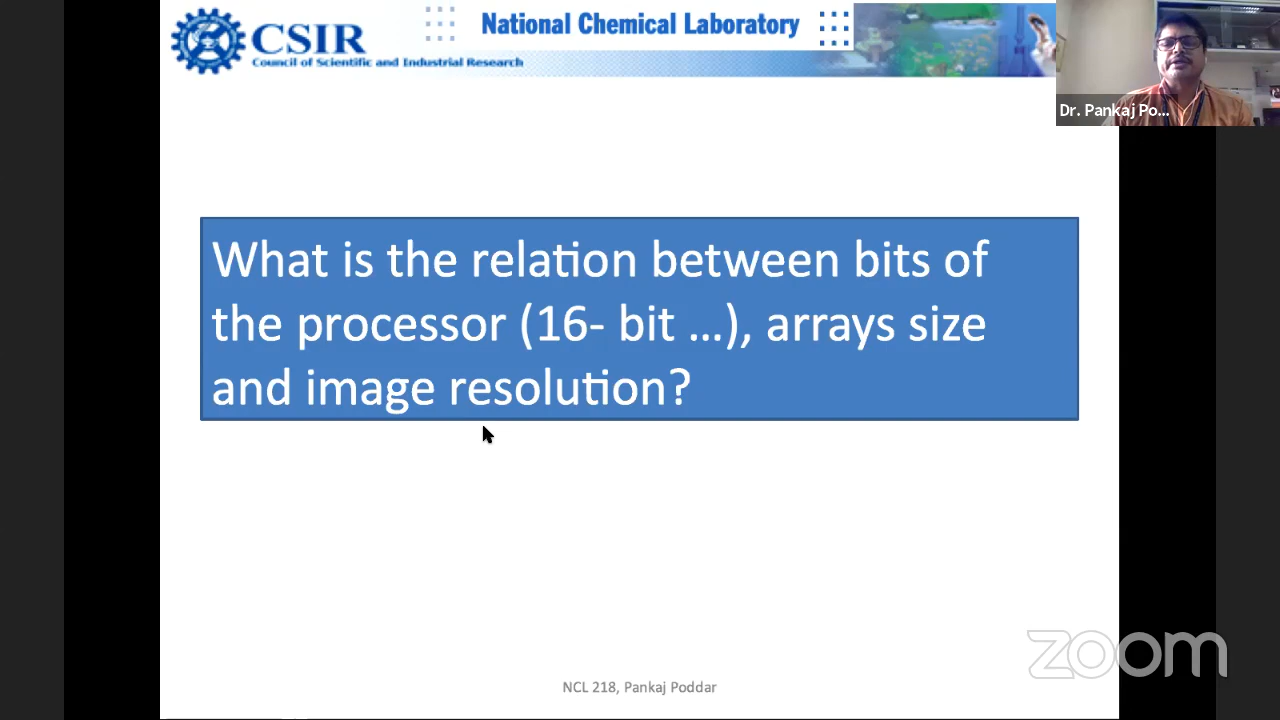 CSIR
Council of Scientific and Industrial Research
National Chemical Laboratory
Dr. Pankaj Po...
What is the relation between bits of
the processor (16- bit ...), arrays size
and image resolution?
zoom
NCL 218, Pankaj Poddar